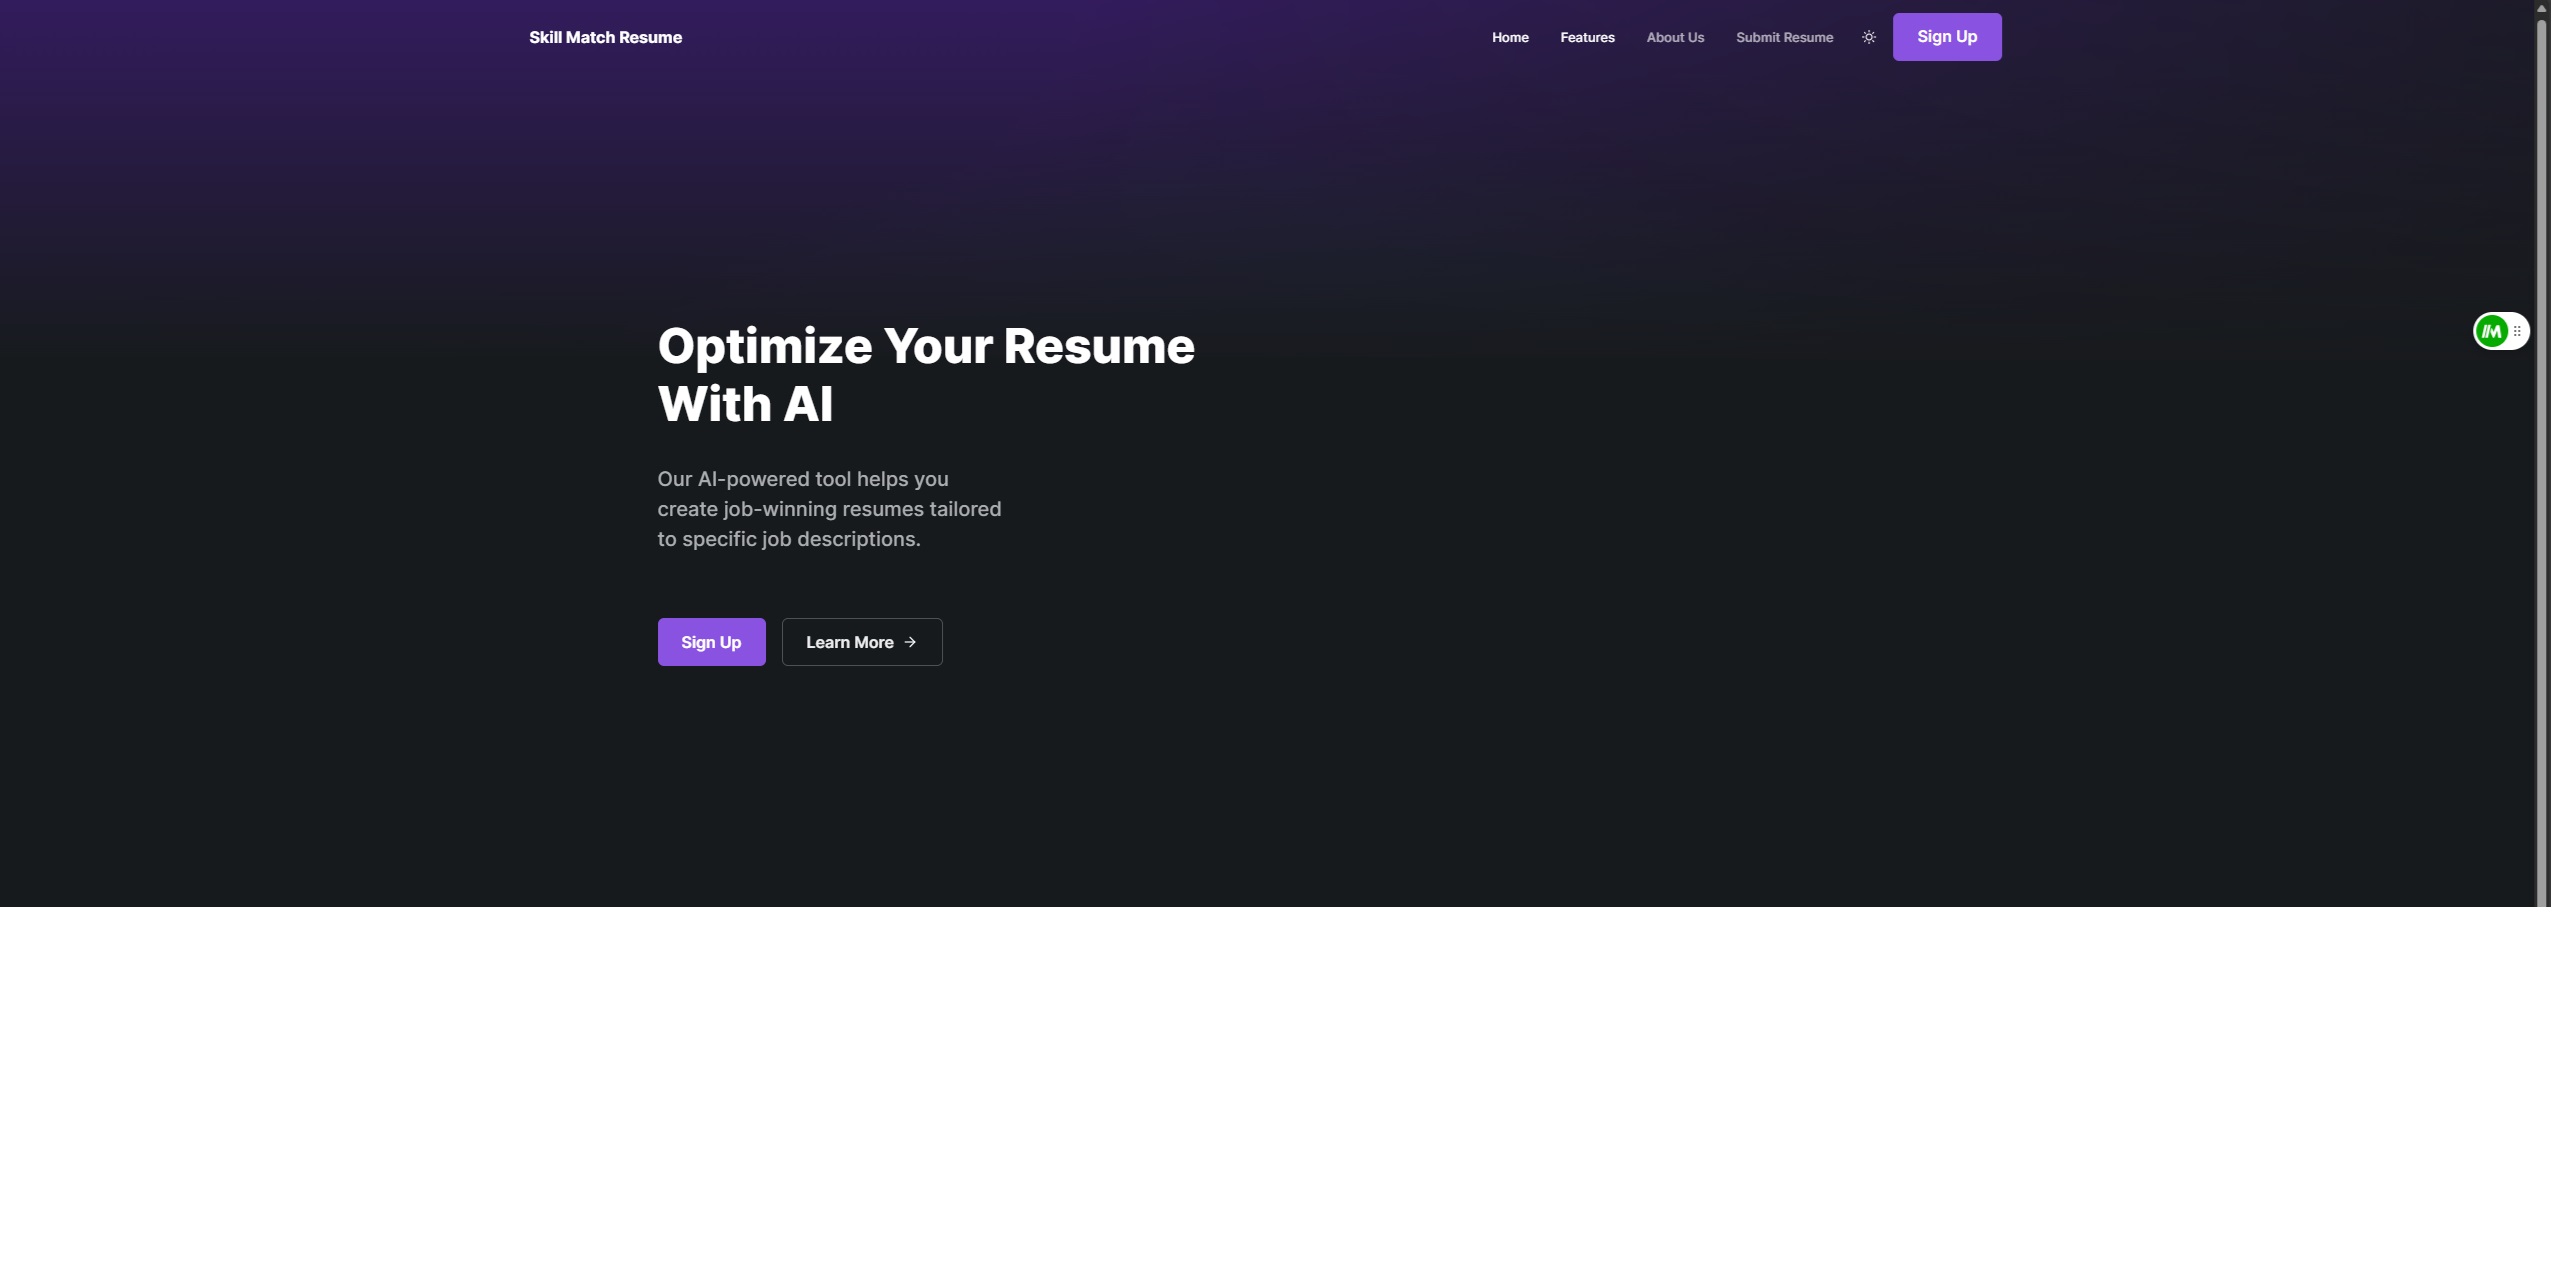 Skill Match Resume
Home
Features
About Us
Submit Resume
Sign Up
Optimize Your Resume
With AI
Our AI-powered tool helps you
create job-winning resumes tailored
to specific job descriptions.
Sign Up
Learn More →